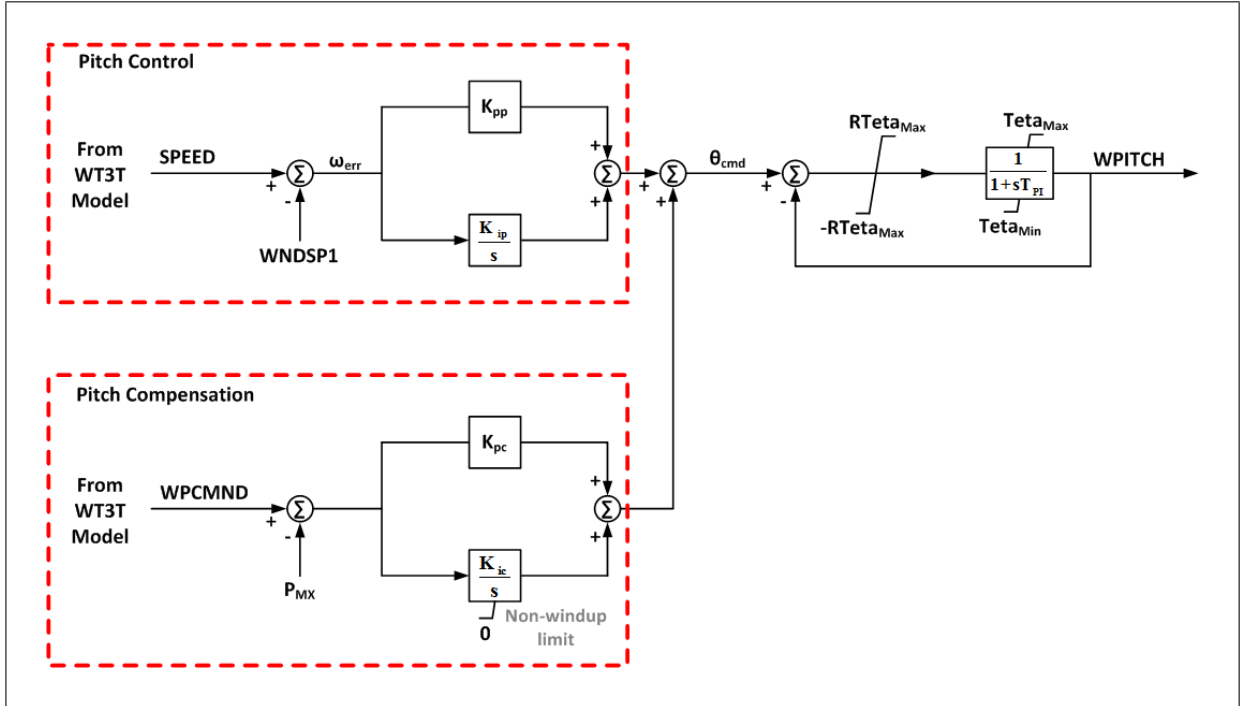 Pitch Control
From
WT3T
Model
SPEED
+
-
Σ
WNDSP1
ωerr
Kpp
Kip
s
+
+
Σ
+
+
Σ
θcmd
+
-
Σ
RTetaMax
-RTetaMax
TetaMax
1
1+sTPI
TetaMin
WPITCH
Pitch Compensation
From
WT3T
Model
WPCMND
+
-
Σ
PMX
Kpc
Kic
s
0
Non-windup
limit
+
+
Σ